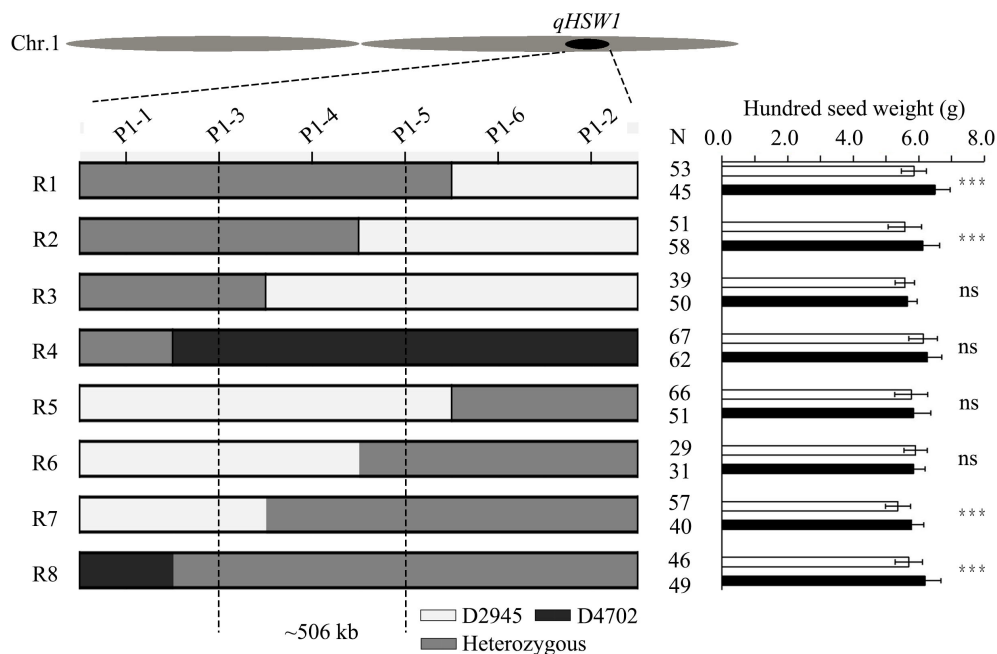 qHSW1
Chr.1
Hundred seed weight (g)
P1-1 P1-3 P1-4 P1-5 P1-6 P1-2
N 0.0 2.0 4.0 6.0 8.0
R1 53 ***
45
R2 51 ***
58
R3 39 ns
50
R4 67 ns
62
R5 66 ns
51
R6 29 ns
31
R7 57 ***
40
R8 46 ***
49
~506 kb
D2945 D4702
Heterozygous